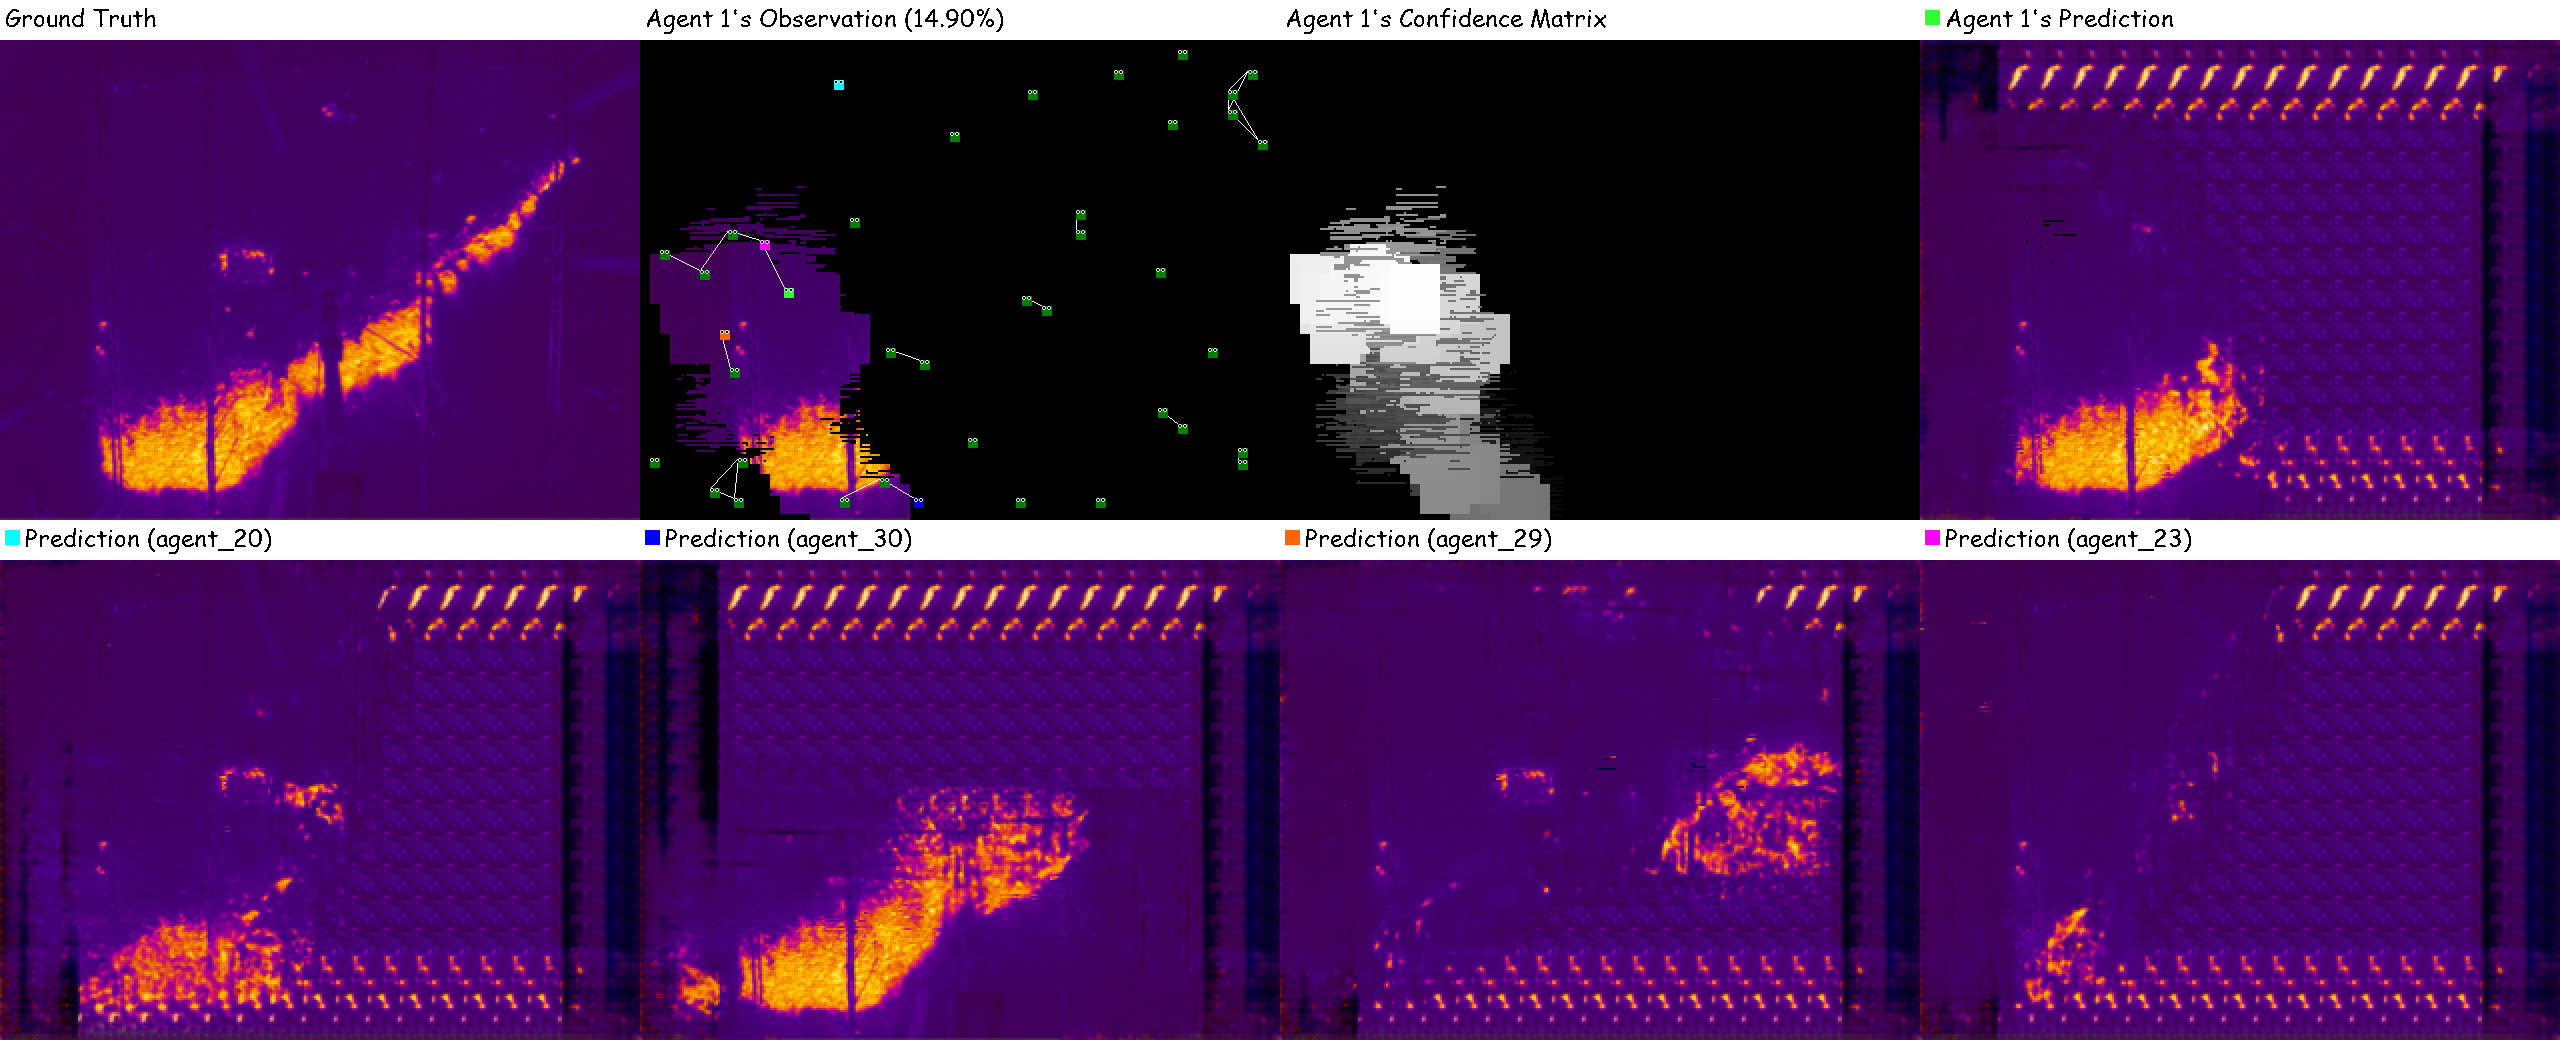 Ground Truth
Agent 1's Observation (14.90%)
Agent 1's Confidence Matrix
Agent 1's Prediction
Prediction (agent_20)
Prediction (agent_30)
Prediction (agent_29)
Prediction (agent_23)